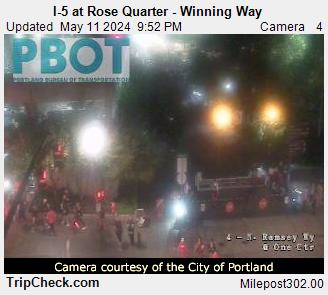 I-5 at Rose Quarter - Winning Way
Updated May 11 2024 9:52 PM Camera 4
PBOT
PORTLAND BUREAU OF TRANSPORTATION
4 - N. Ramsey Wy
@ One Ctr
Camera courtesy of the City of Portland
TripCheck.com Milepost302.00